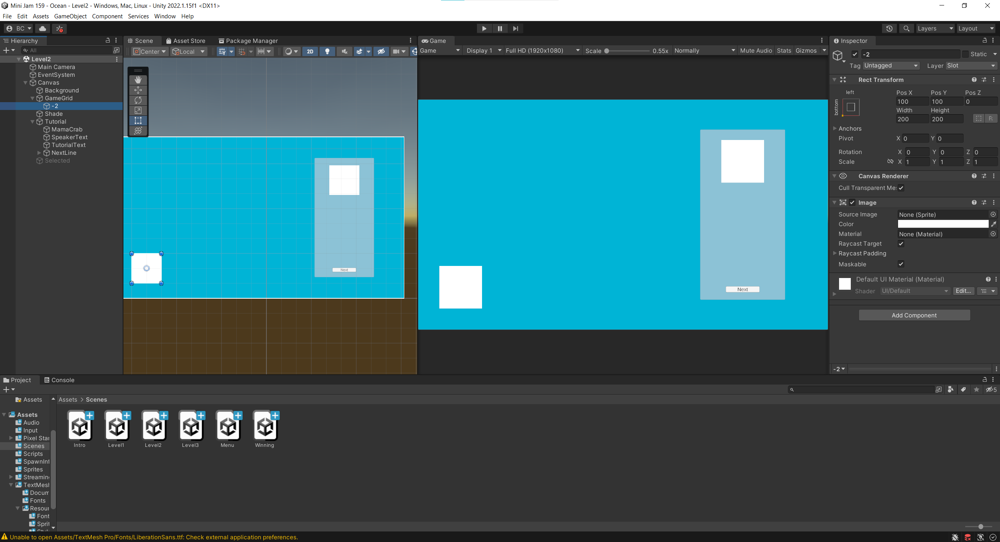 Mini Jam 159 - Ocean - Level2 - Windows, Mac, Linux - Unity 2022.1.15f1 <DX11>
File Edit Assets GameObject Component Services Window Help
BC Layers Layout
Hierarchy
All
Level2
Main Camera
EventSystem
Canvas
Background
GameGrid
-2
Shade
Tutorial
MamaCrab
SpeakerText
TutorialText
NextLine
Selected
Scene Asset Store Package Manager
Center Local 2D
Next
Game
Game Display 1 Full HD (1920x1080) Scale 0.55x Normally Mute Audio Stats Gizmos
Next
Inspector
-2 Static
Tag Untagged Layer Slot
Rect Transform
left
bottom
Pos X Pos Y Pos Z
100 100 0
Width Height
200 200 R
Anchors
Pivot X 0 Y 0
Rotation X 0 Y 0 Z 0
Scale X 1 Y 1 Z 1
Canvas Renderer
Cull Transparent Me
Image
Source Image None (Sprite)
Color
Material None (Material)
Raycast Target
Raycast Padding
Maskable
Default UI Material (Material)
Shader UI/Default Edit...
Add Component
-2
Project Console
5
Assets
Assets
Audio
Input
Pixel Star
Scenes
Scripts
SpawnInf
Sprites
Streamin
TextMesh
Docum
Fonts
Resour
Font
Sprit
Assets > Scenes
Intro Level1 Level2 Level3 Menu Winning
Unable to open Assets/TextMesh Pro/Fonts/LiberationSans.ttf: Check external application preferences.